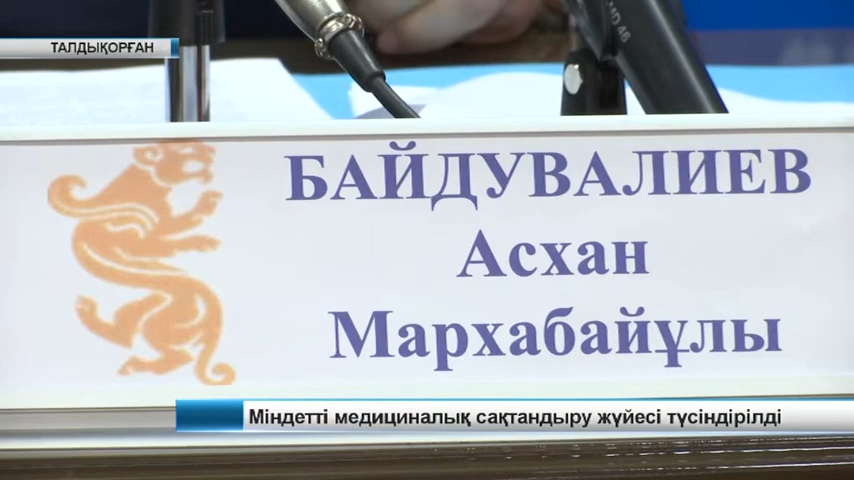 ТАЛДЫҚОРҒАН
БАЙДУВАЛИЕВ
Асхан
Мархабайұлы
Міндетті медициналық сақтандыру жүйесі түсіндірілді